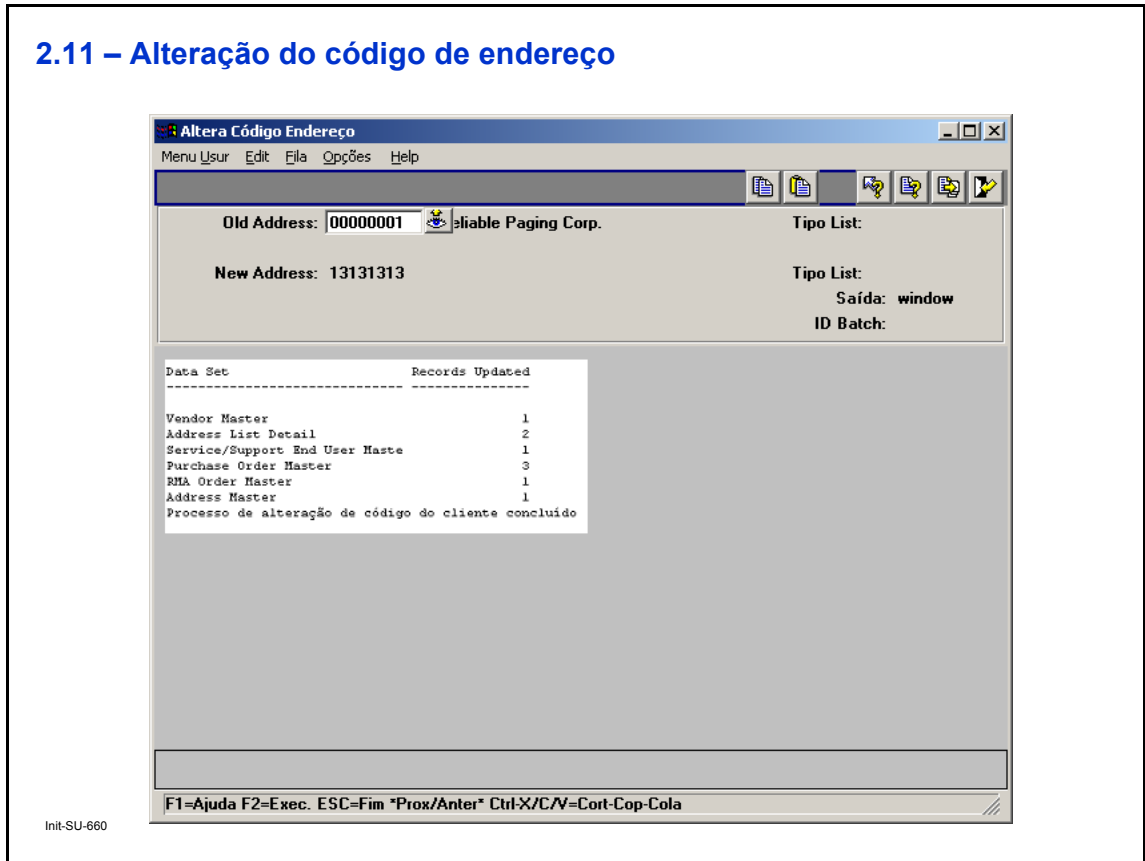 2.11 – Alteração do código de endereço
Altera Código Endereço
Menu Usur Edit Fila Opções Help
Old Address: 00000001 eliable Paging Corp. Tipo List:
New Address: 13131313 Tipo List:
Saída: window
ID Batch:
Data Set Records Updated
------------------------------ ---------------
Vendor Master 1
Address List Detail 2
Service/Support End User Maste 1
Purchase Order Master 3
RMA Order Master 1
Address Master 1
Processo de alteração de código do cliente concluído
F1=Ajuda F2=Exec. ESC=Fim *Prox/Anter* Ctrl-X/C/V=Cort-Cop-Cola
Init-SU-660